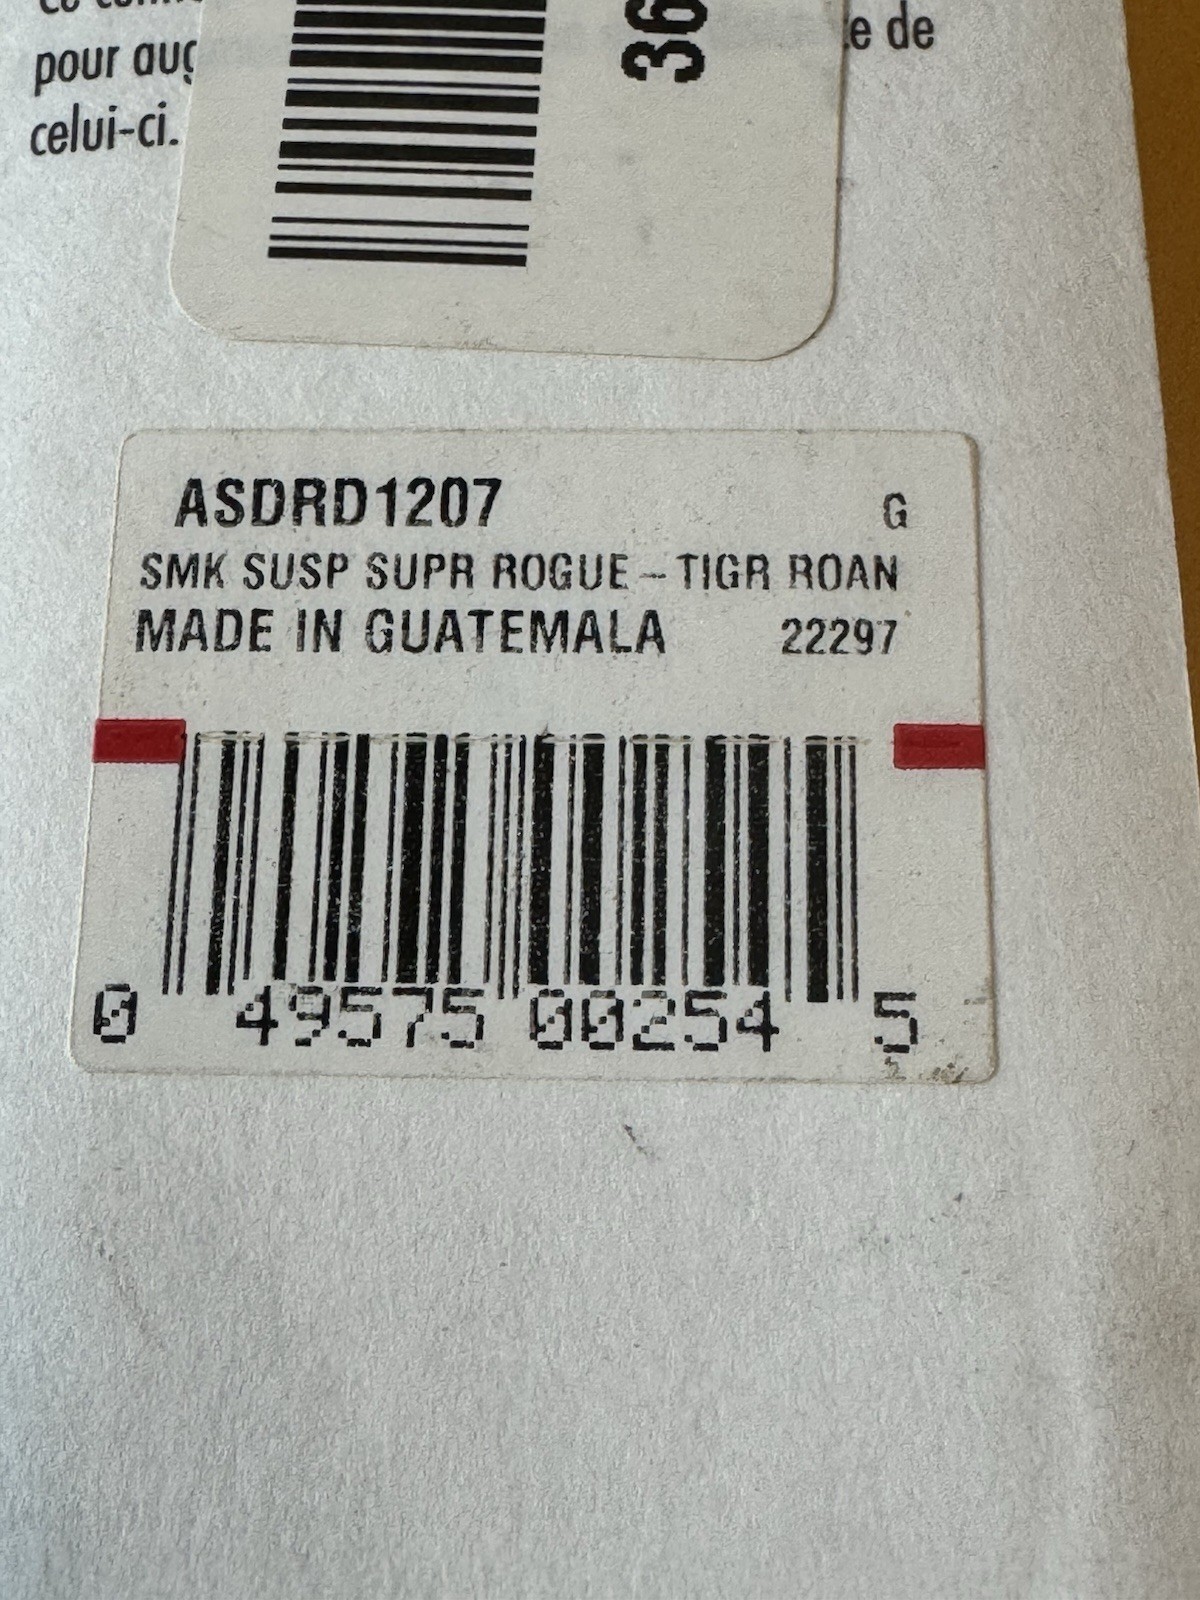 pour
celui-ci.
de
36
ASDRD1207 G
SMK SUSP SUPR ROGUE – TIGR ROAN
MADE IN GUATEMALA 22297
0 49575 00254 5